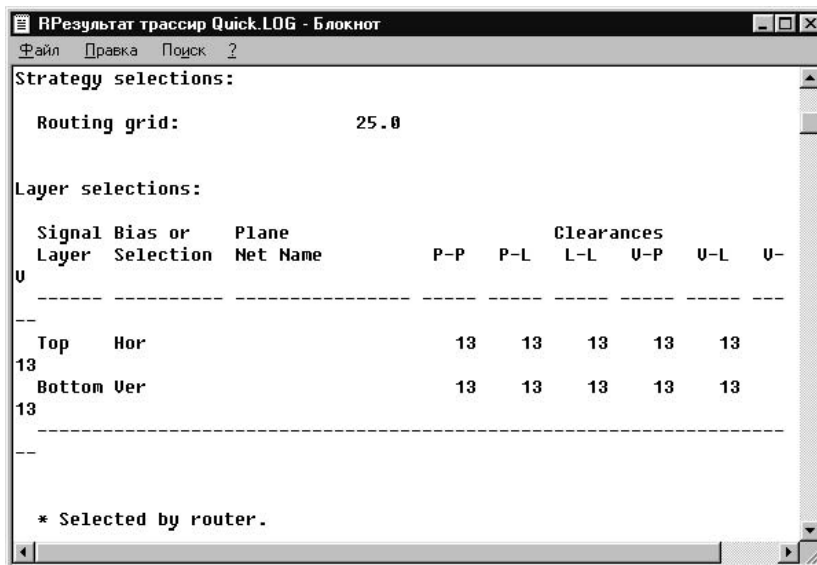 RРезультат трассир Quick.LOG - Блокнот
Файл Правка Поиск ?
Strategy selections:
Routing grid: 25.0
Layer selections:
Signal Bias or Plane Clearances
Layer Selection Net Name P-P P-L L-L V-P V-L V-
V
------ ---------- ---------------- ----- ----- ----- ----- ----- ---
--
Top Hor 13 13 13 13 13
13
Bottom Ver 13 13 13 13 13
13
----------------------------------------------------------------------
--
* Selected by router.